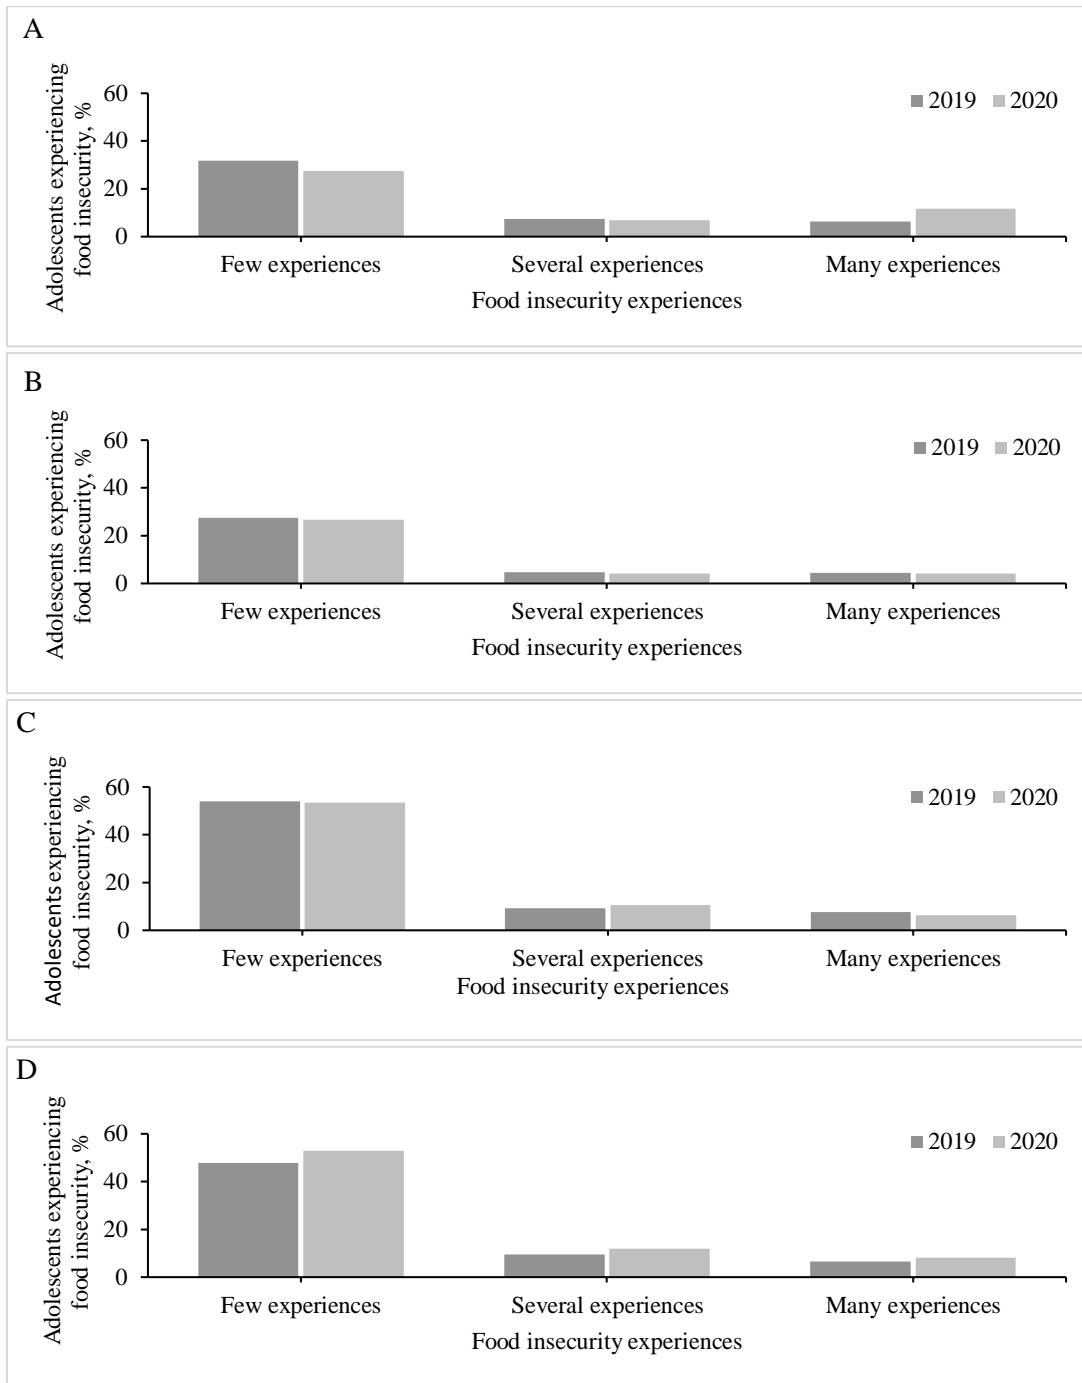 A
Adolescents experiencing
food insecurity, %
60
40
20
0
2019 2020
Few experiences Several experiences Many experiences
Food insecurity experiences
B
Adolescents experiencing
food insecurity, %
60
40
20
0
2019 2020
Few experiences Several experiences Many experiences
Food insecurity experiences
C
Adolescents experiencing
food insecurity, %
60
40
20
0
2019 2020
Few experiences Several experiences Many experiences
Food insecurity experiences
D
Adolescents experiencing
food insecurity, %
60
40
20
0
2019 2020
Few experiences Several experiences Many experiences
Food insecurity experiences